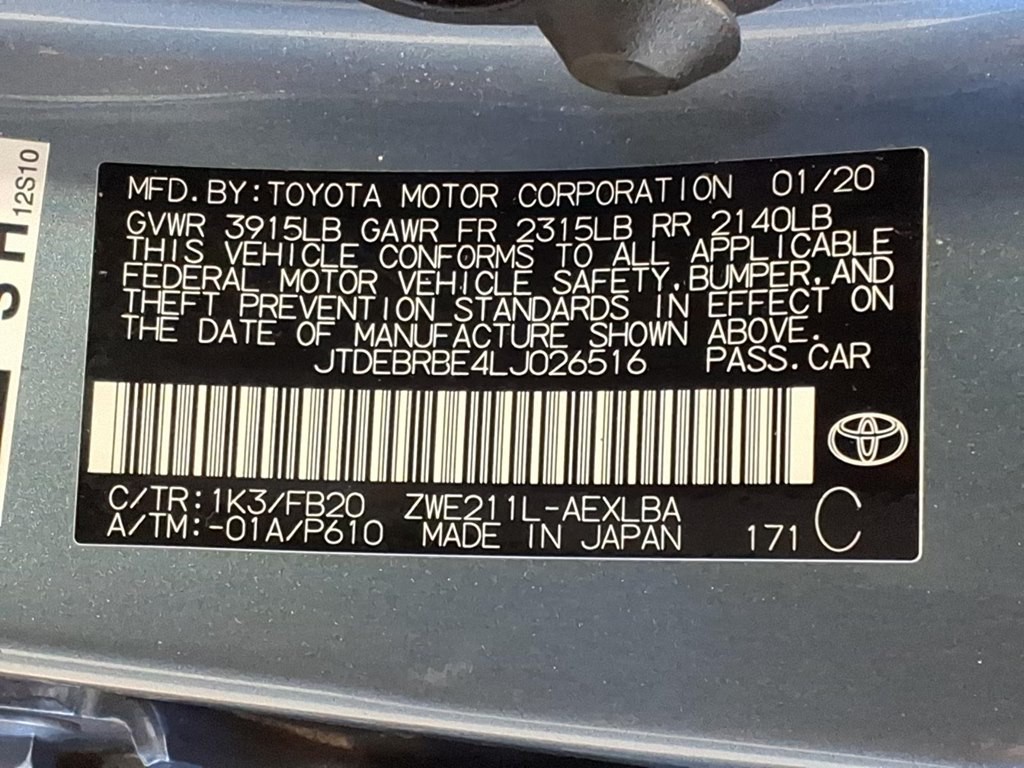 MFD.BY:TOYOTA MOTOR CORPORATION 01/20
GVWR 3915LB GAWR FR 2315LB RR 2140LB
THIS VEHICLE CONFORMS TO ALL APPLICABLE
FEDERAL MOTOR VEHICLE SAFETY,BUMPER,AND
THEFT PREVENTION STANDARDS IN EFFECT ON
THE DATE OF MANUFACTURE SHOWN ABOVE.
JTDEBRBE4LJ026516 PASS.CAR
C/TR:1K3/FB20 ZWE211L-AEXLBA
A/TM:-01A/P610 MADE IN JAPAN 171 C
12S10